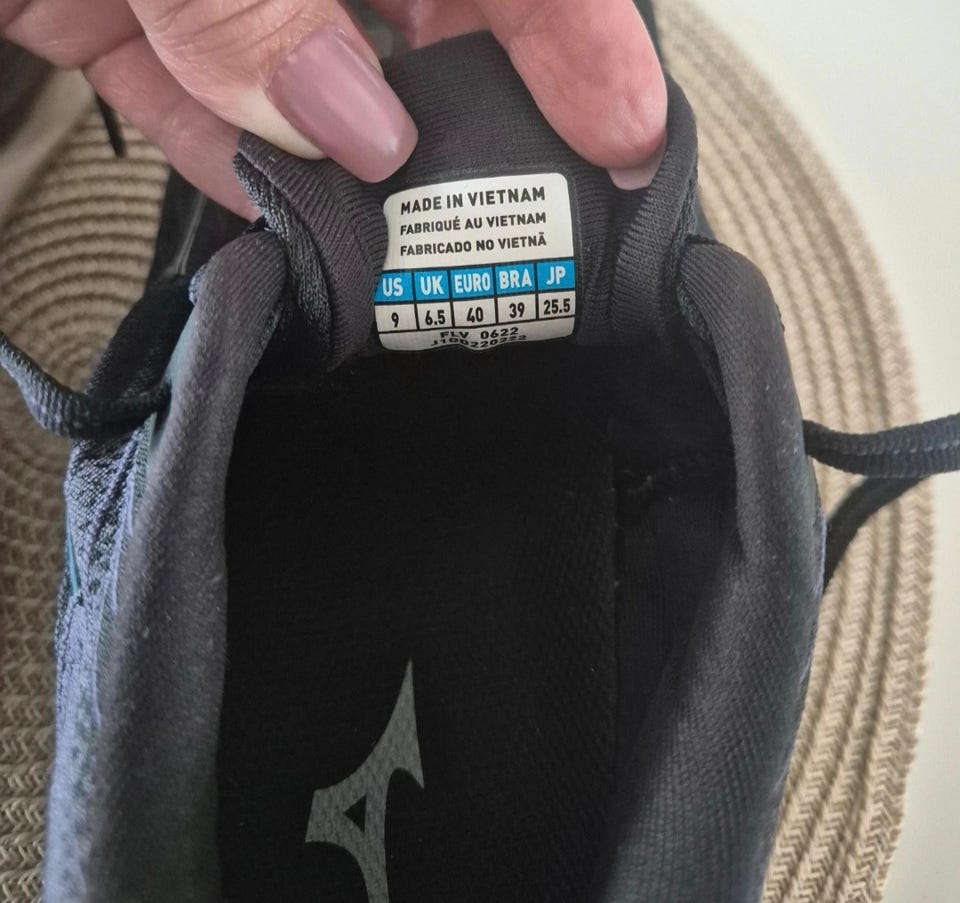 MADE IN VIETNAM
FABRIQUÉ AU VIETNAM
FABRICADO NO VIETNÃ
US UK EURO BRA JP
9 6.5 40 39 25.5
FLV 0622
J1GD220222